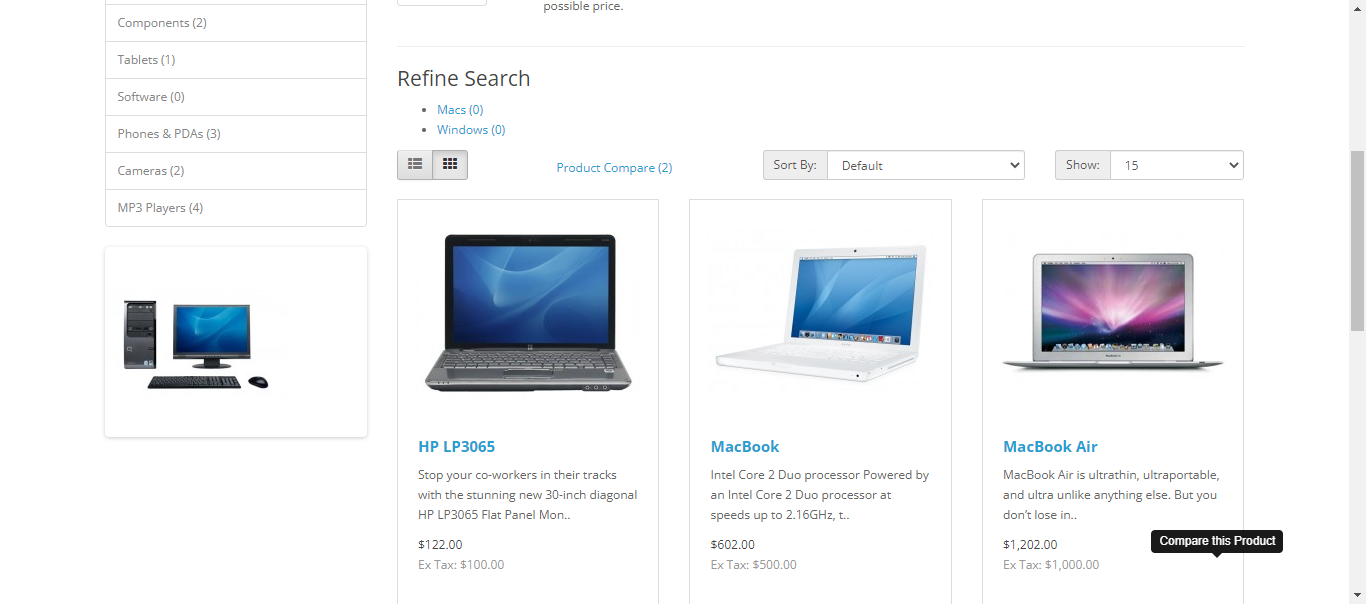 possible price.
Components (2)
Tablets (1)
Software (0)
Phones & PDAs (3)
Cameras (2)
MP3 Players (4)
Refine Search
Macs (0)
Windows (0)
Product Compare (2)
Sort By:
Default
Show:
15
HP LP3065
Stop your co-workers in their tracks
with the stunning new 30-inch diagonal
HP LP3065 Flat Panel Mon..
$122.00
Ex Tax: $100.00
MacBook
Intel Core 2 Duo processor Powered by
an Intel Core 2 Duo processor at
speeds up to 2.16GHz, t..
$602.00
Ex Tax: $500.00
MacBook Air
MacBook Air is ultrathin, ultraportable,
and ultra unlike anything else. But you
don’t lose in..
$1,202.00
Ex Tax: $1,000.00
Compare this Product